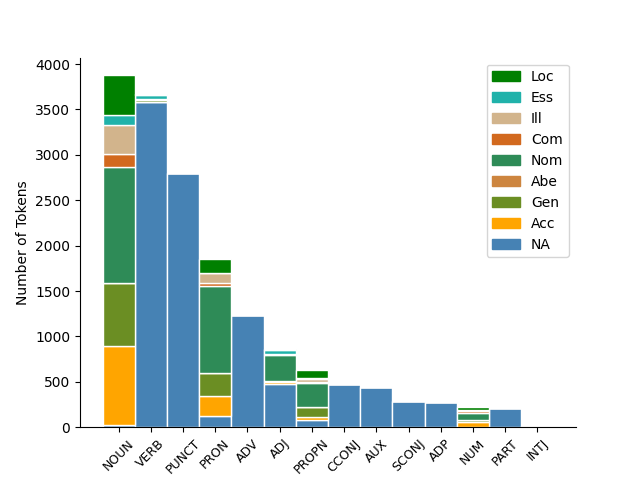 4000
3500
3000
2500
2000
1500
1000
500
0
Number of Tokens
Loc
Ess
Ill
Com
Nom
Abe
Gen
Acc
NA
NOUN
VERB
PUNCT
PRON
ADV
ADJ
PROPN
CCONJ
AUX
SCONJ
ADP
NUM
PART
INTJ